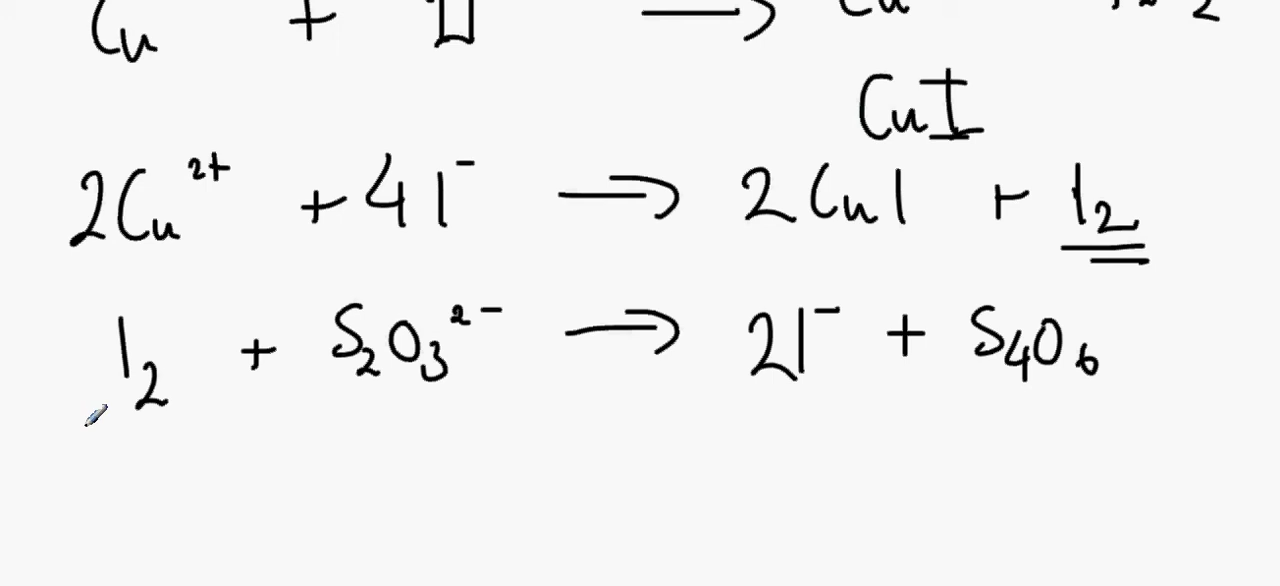 Cu +
CuI
2Cu²⁺ + 4I⁻ → 2CuI + I₂
I₂ + S₂O₃²⁻ → 2I⁻ + S₄O₆